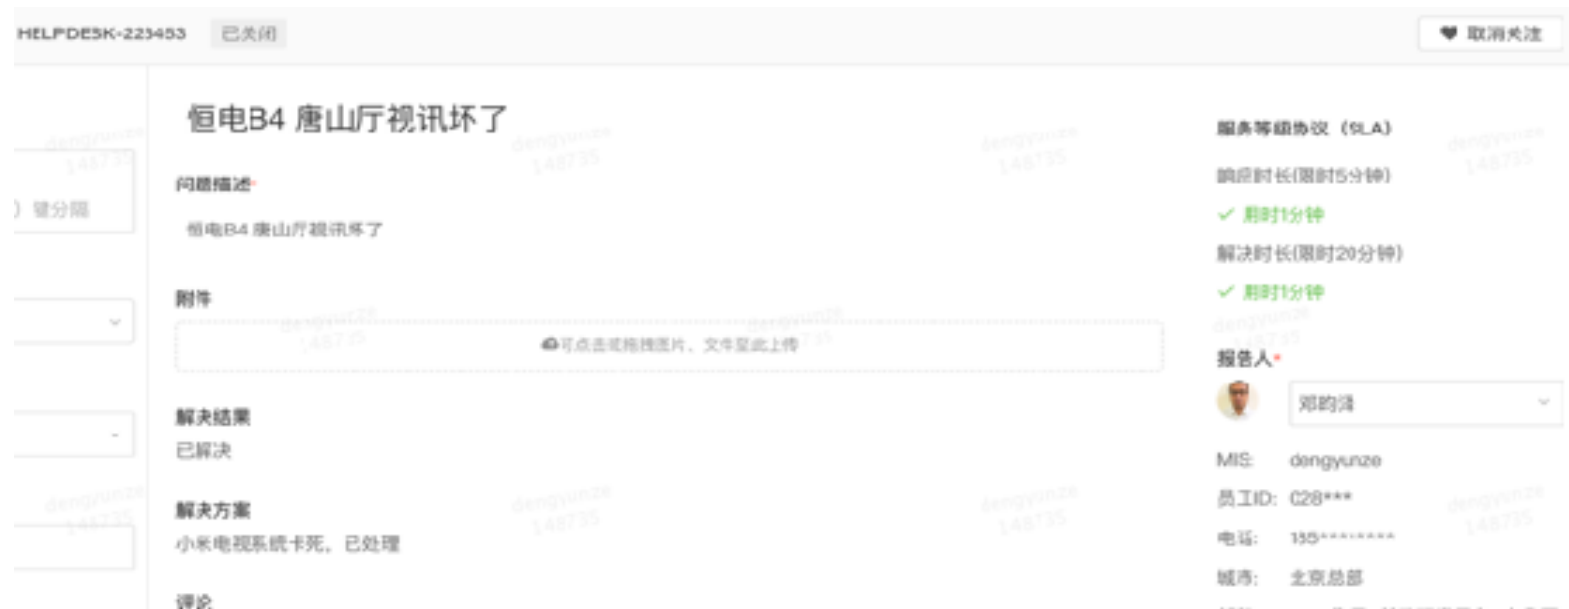 HELPDESK-223453 已关闭
取消关注
恒电B4 唐山厅视讯坏了
问题描述*
恒电B4 唐山厅视讯坏了
附件
可点击或拖拽图片、文件至此上传
解决结果
已解决
解决方案
小米电视系统卡死，已处理
评论
）键分隔
服务等级协议（SLA）
响应时长(限时5分钟)
用时1分钟
解决时长(限时20分钟)
用时1分钟
报告人*
邓昀泽
MIS: dengyunze
员工ID: 028***
电话: 185********
城市: 北京总部
dengyunze
148735